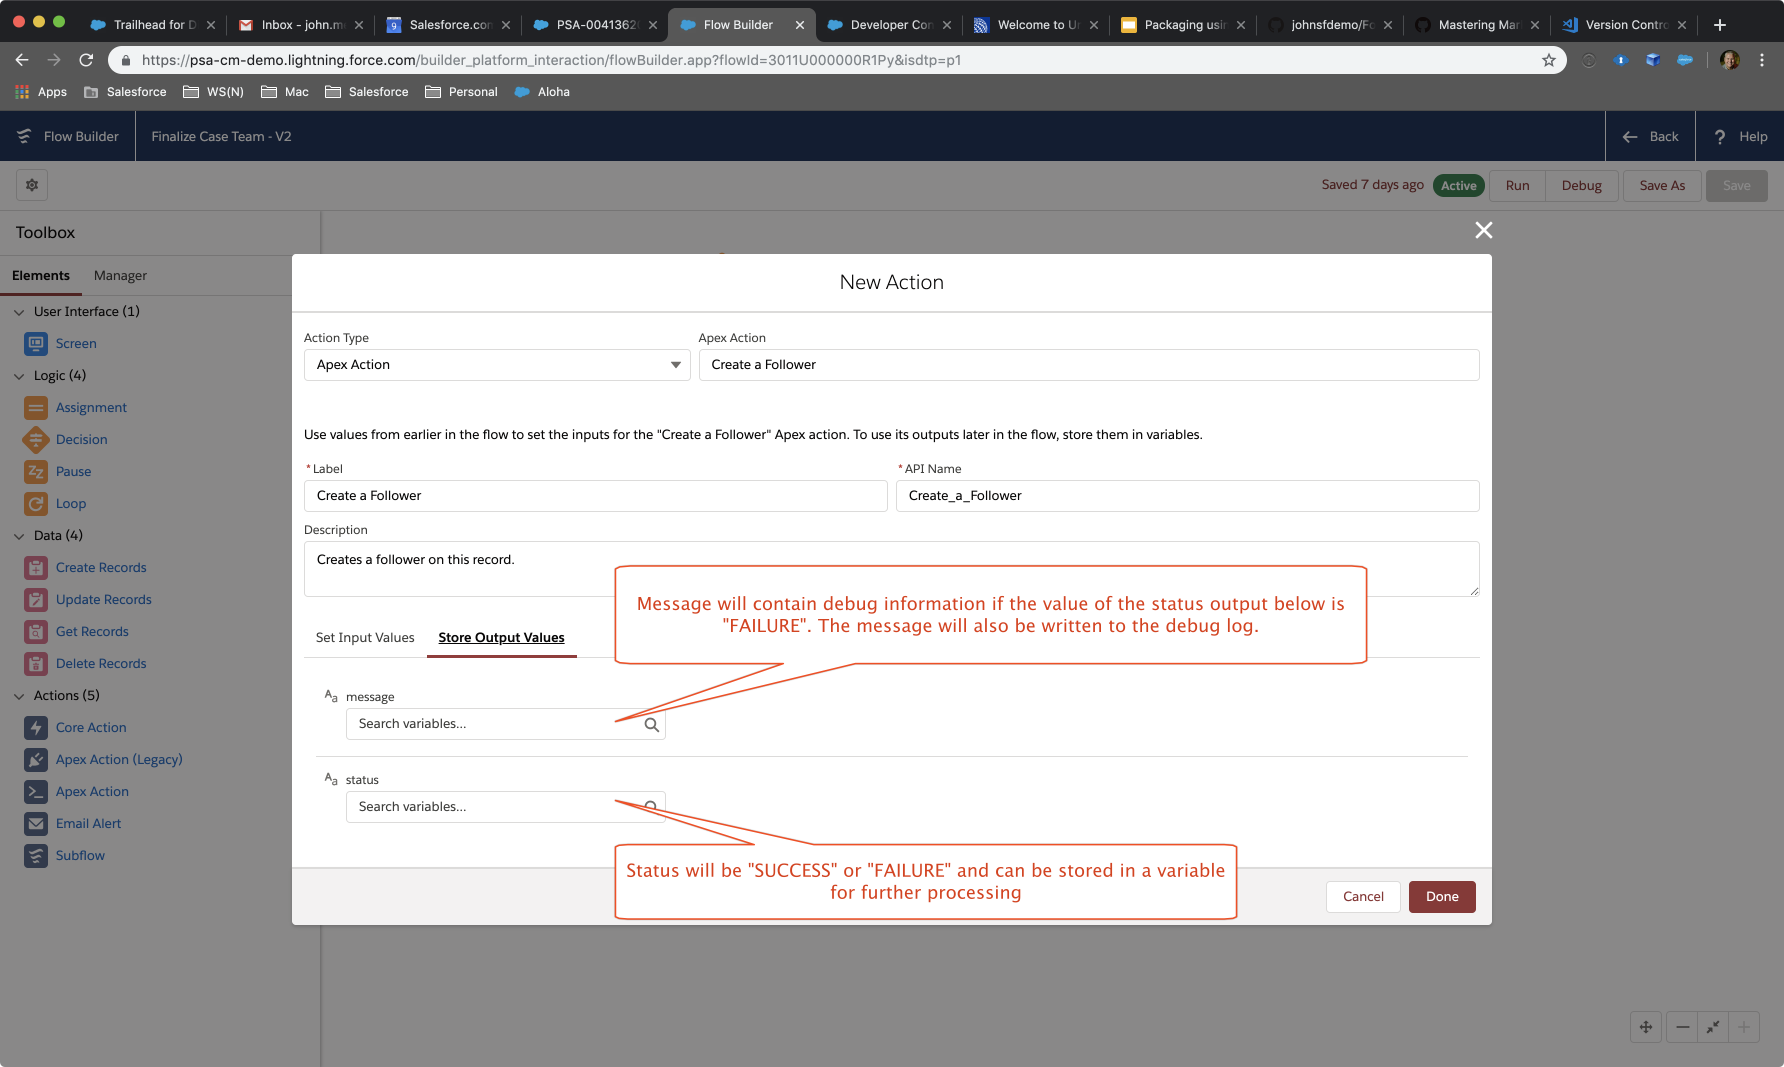 Trailhead for D
Inbox - john.m
Salesforce.com
PSA-0041362
Flow Builder
Developer Con
Welcome to Un
Packaging usin
johnsfdemo/Fo
Mastering Mar
Version Contro
https://psa-cm-demo.lightning.force.com/builder_platform_interaction/flowBuilder.app?flowId=3011U000000R1Py&isdtp=p1
Apps
Salesforce
WS(N)
Mac
Salesforce
Personal
Aloha
Flow Builder
Finalize Case Team - V2
Back
? Help
Saved 7 days ago
Active
Run
Debug
Save As
Save
Toolbox
Elements
Manager
User Interface (1)
Screen
Logic (4)
Assignment
Decision
Pause
Loop
Data (4)
Create Records
Update Records
Get Records
Delete Records
Actions (5)
Core Action
Apex Action (Legacy)
Apex Action
Email Alert
Subflow
New Action
Action Type
Apex Action
Apex Action
Create a Follower
Use values from earlier in the flow to set the inputs for the "Create a Follower" Apex action. To use its outputs later in the flow, store them in variables.
* Label
Create a Follower
* API Name
Create_a_Follower
Description
Creates a follower on this record.
Message will contain debug information if the value of the status output below is
"FAILURE". The message will also be written to the debug log.
Set Input Values
Store Output Values
Aa message
Search variables...
Aa status
Search variables...
Status will be "SUCCESS" or "FAILURE" and can be stored in a variable
for further processing
Cancel
Done